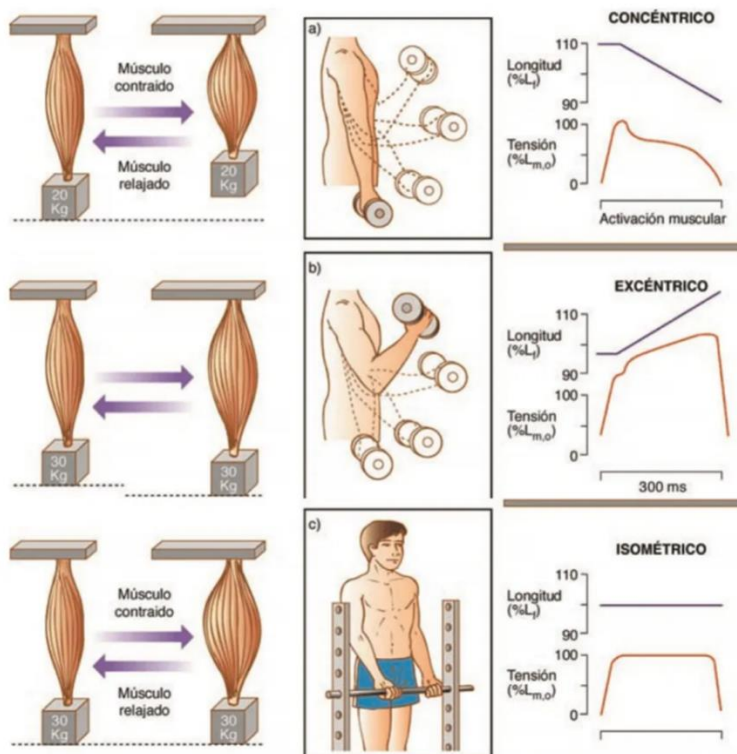 Músculo
contraido
Músculo
relajado
20
Kg
20
Kg
a)
CONCÉNTRICO
Longitud
(%Lf)
110
90
Tensión
(%Lm,o)
100
0
Activación muscular
30
Kg
30
Kg
b)
EXCÉNTRICO
Longitud
(%Lf)
110
90
Tensión
(%Lm,o)
100
0
300 ms
Músculo
contraido
Músculo
relajado
30
Kg
30
Kg
c)
ISOMÉTRICO
Longitud
(%Lf)
110
90
Tensión
(%Lm,o)
100
0